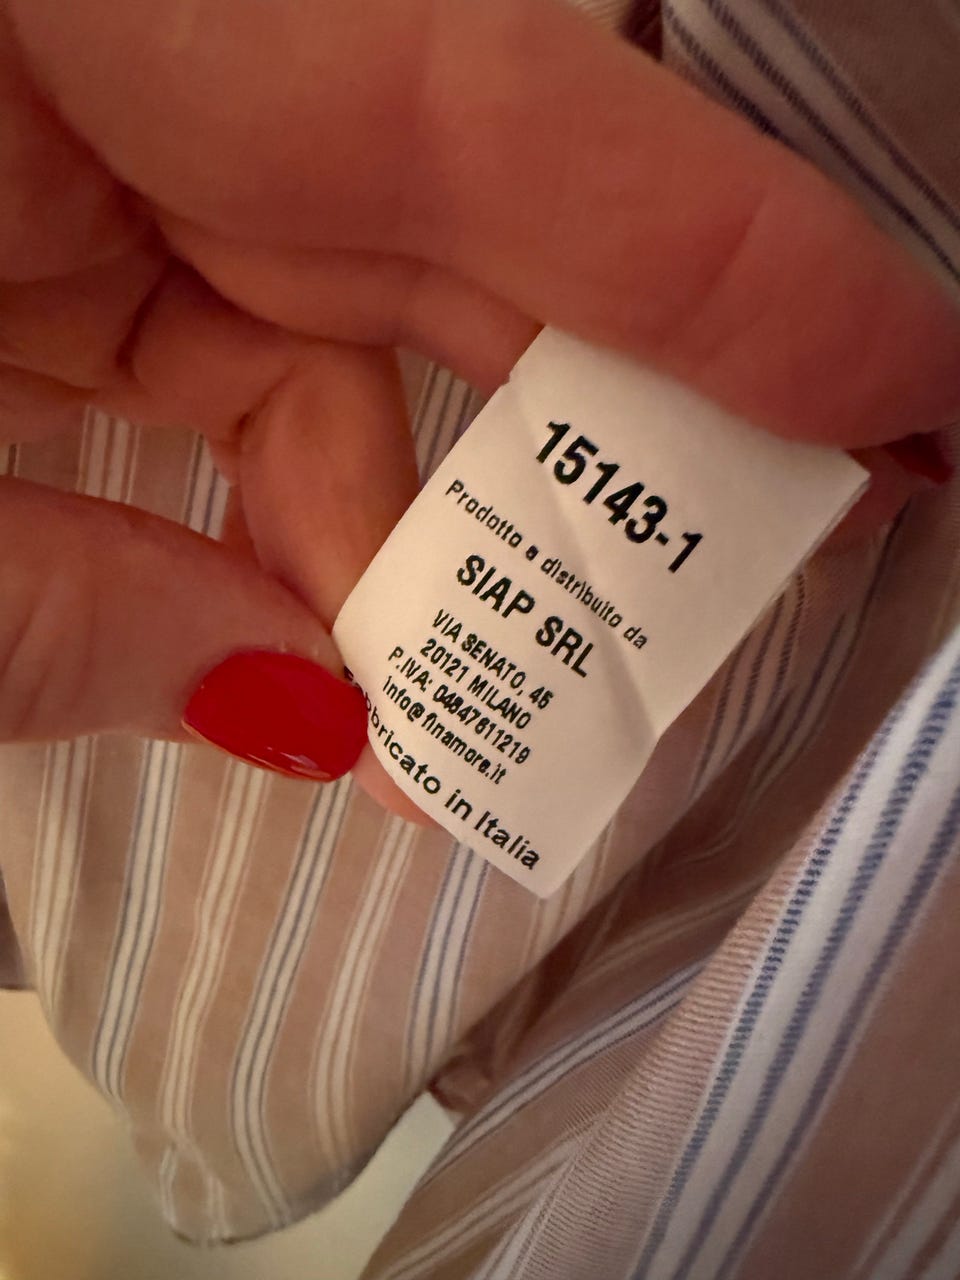 15143-1
Prodotto e distribuito da
SIAP SRL
VIA SENATO, 45
20121 MILANO
P.IVA: 04847611219
info@finamore.it
Fabbricato in Italia